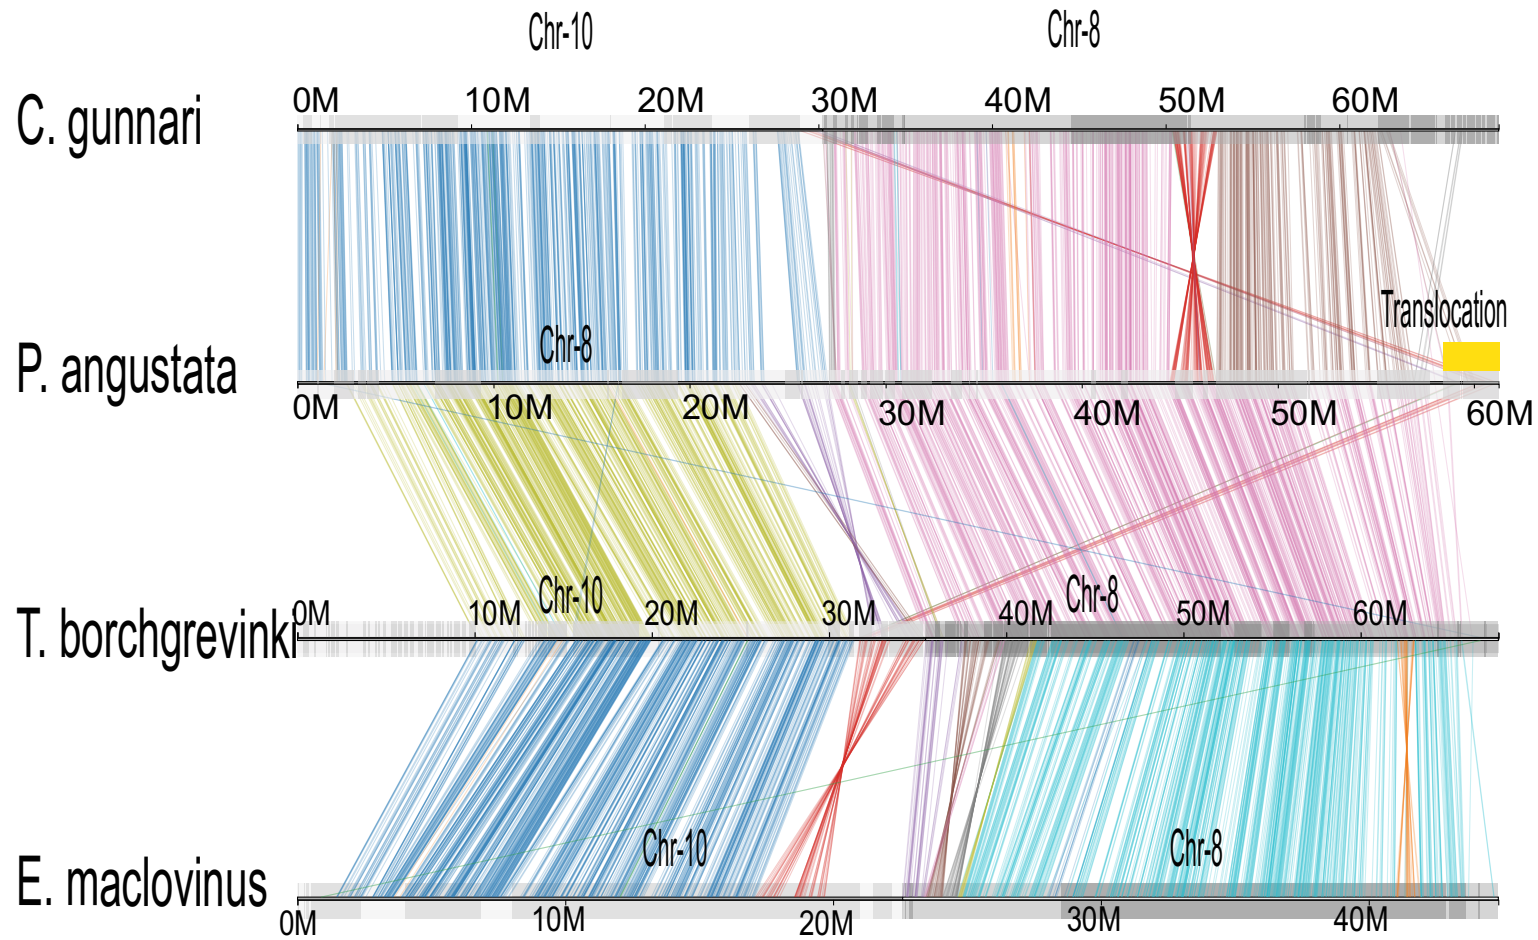 Chr-10 Chr-8
0M 10M 20M 30M 40M 50M 60M
C. gunnari
Translocation
Chr-8
P. angustata
0M 10M 20M 30M 40M 50M 60M
Chr-10 Chr-8
0M 10M 20M 30M 40M 50M 60M
T. borchgrevinki
Chr-10 Chr-8
E. maclovinus
0M 10M 20M 30M 40M